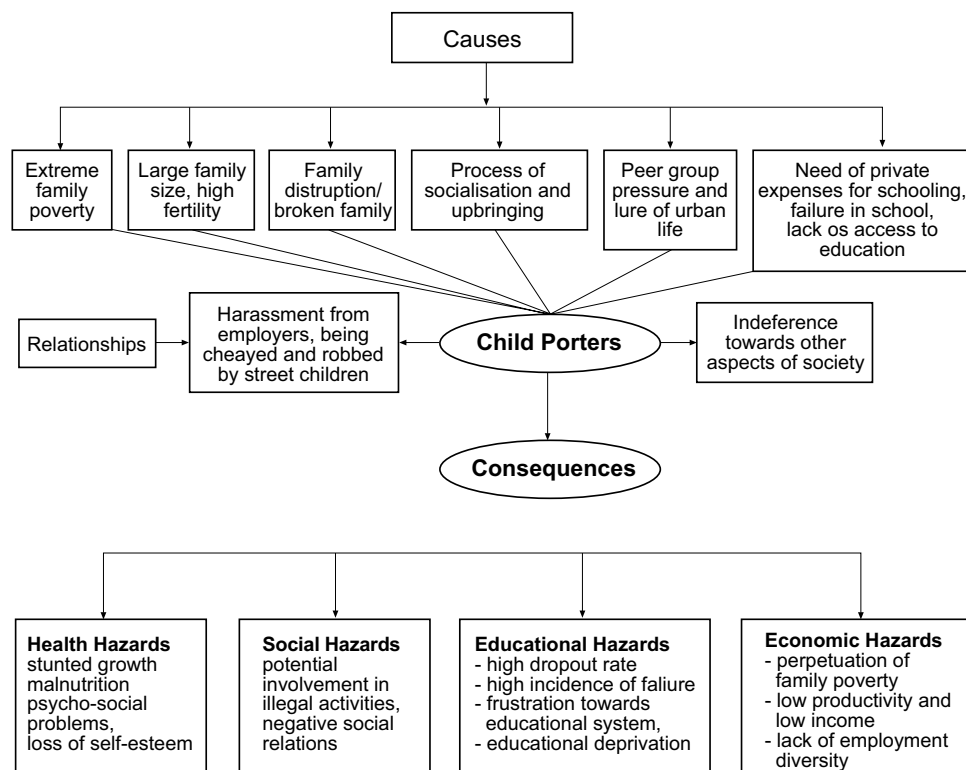 Causes
Extreme
family
poverty
Large family
size, high
fertility
Family
distruption/
broken family
Process of
socialisation and
upbringing
Peer group
pressure and
lure of urban
life
Need of private
expenses for schooling,
failure in school,
lack os access to
education
Relationships
Harassment from
employers, being
cheayed and robbed
by street children
Child Porters
Indeference
towards other
aspects of society
Consequences
Health Hazards
stunted growth
malnutrition
psycho-social
problems,
loss of self-esteem
Social Hazards
potential
involvement in
illegal activities,
negative social
relations
Educational Hazards
- high dropout rate
- high incidence of faliure
- frustration towards
educational system,
- educational deprivation
Economic Hazards
- perpetuation of
family poverty
- low productivity and
low income
- lack of employment
diversity